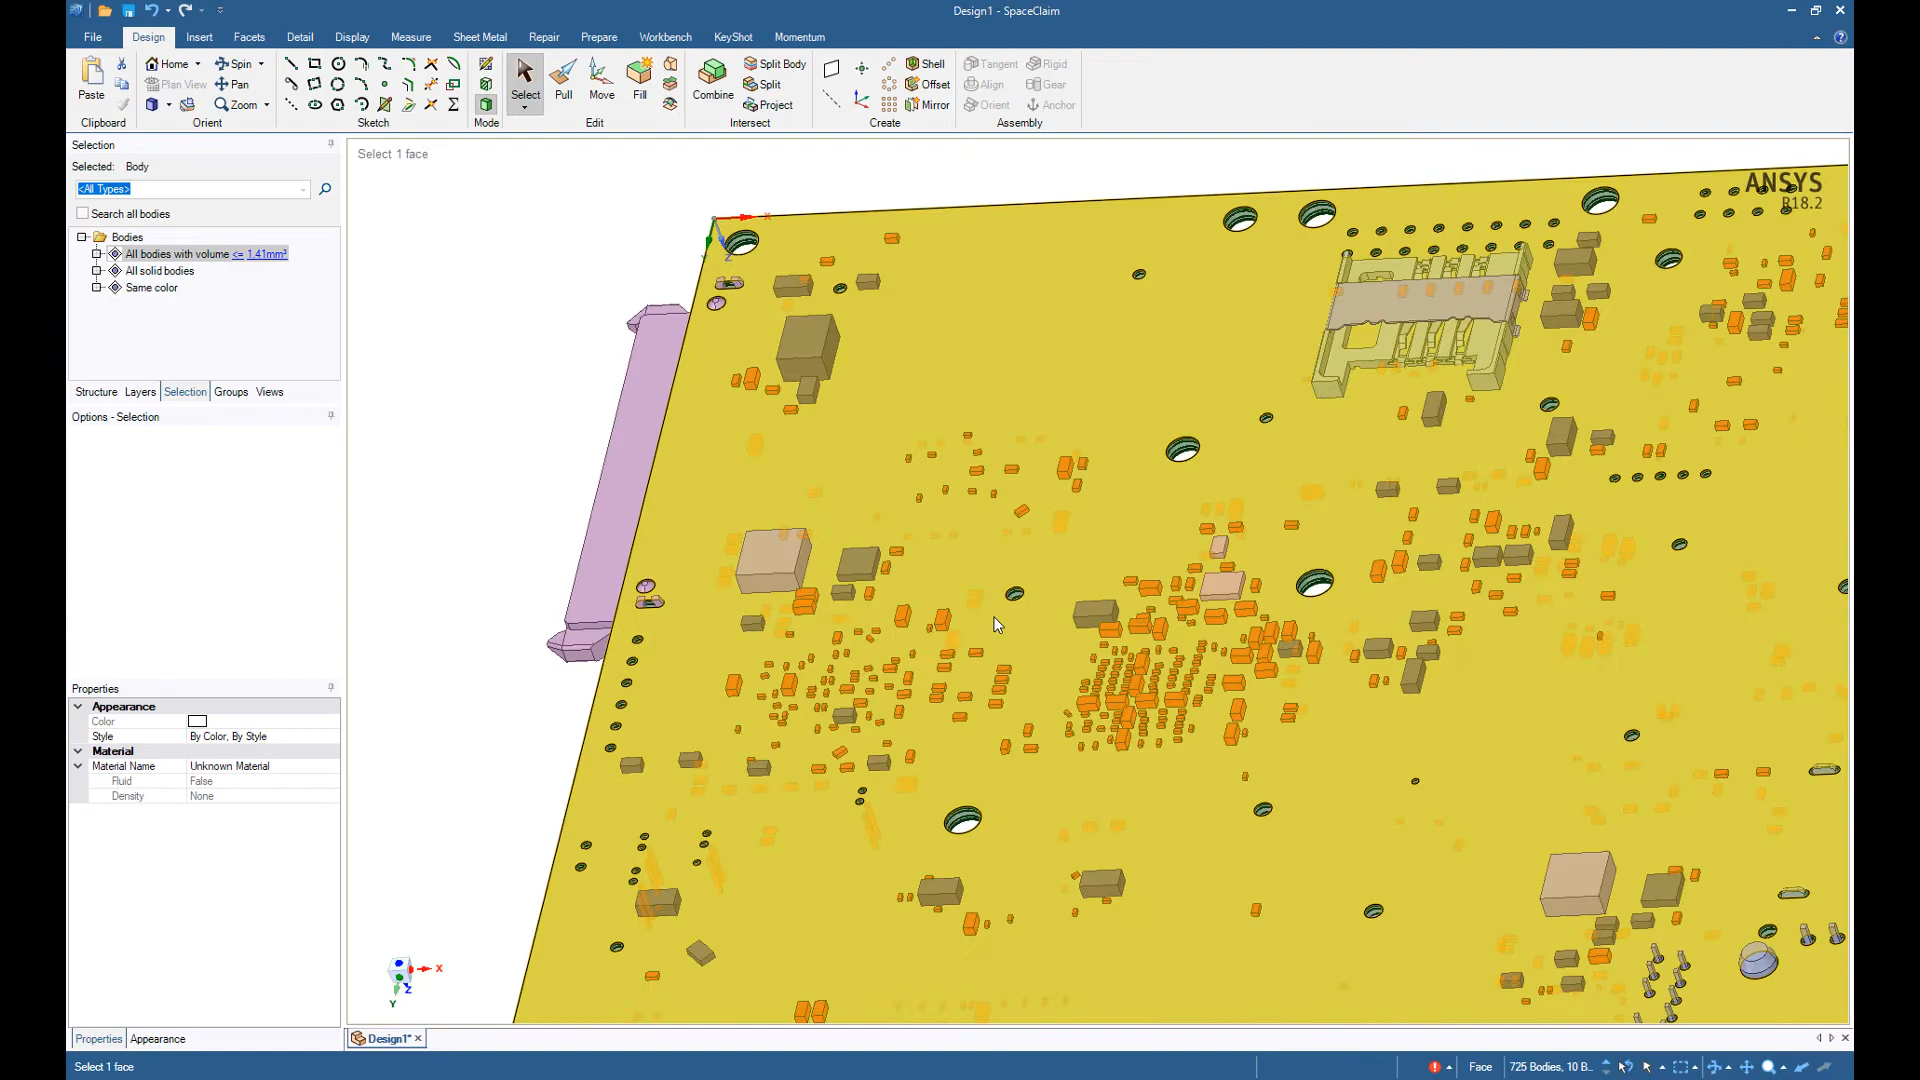 Design1 - SpaceClaim
File Design Insert Facets Detail Display Measure Sheet Metal Repair Prepare Workbench KeyShot Momentum
Paste
Clipboard
Home Spin
Plan View Pan
Zoom
Orient
Sketch
Mode
Select Pull Move Fill
Edit
Combine
Split Body
Split
Project
Intersect
Shell
Offset
Mirror
Create
Tangent Rigid
Align Gear
Orient Anchor
Assembly
Selection
Selected: Body
<All Types>
Search all bodies
Bodies
All bodies with volume <= 1.41mm³
All solid bodies
Same color
Structure Layers Selection Groups Views
Options - Selection
Properties
Appearance
Color
Style By Color, By Style
Material
Material Name Unknown Material
Fluid False
Density None
Properties Appearance
Select 1 face
ANSYS
R18.2
X
Y
Z
X
Z
Y
Design1*
Select 1 face
Face 725 Bodies, 10 B...